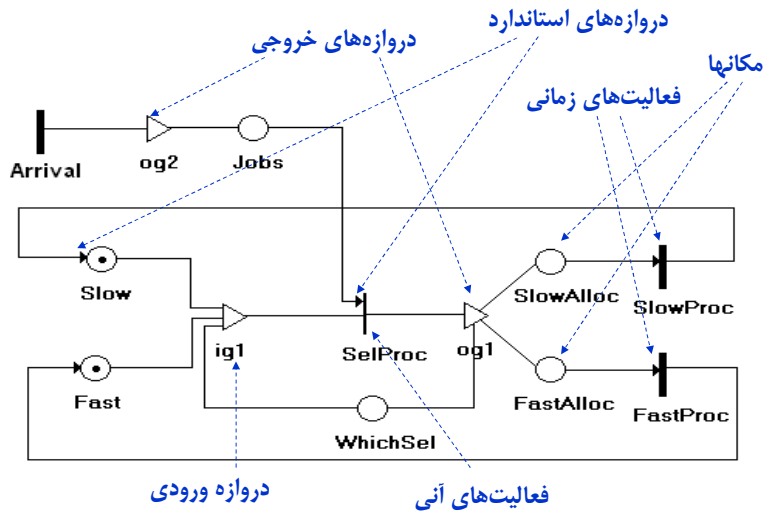 دروازه‌های استاندارد
دروازه‌های خروجی
مکانها
فعالیت‌های زمانی
Arrival
og2
Jobs
Slow
SlowAlloc
SlowProc
ig1
SelProc
og1
Fast
FastAlloc
FastProc
WhichSel
دروازه ورودی
فعالیت‌های آنی